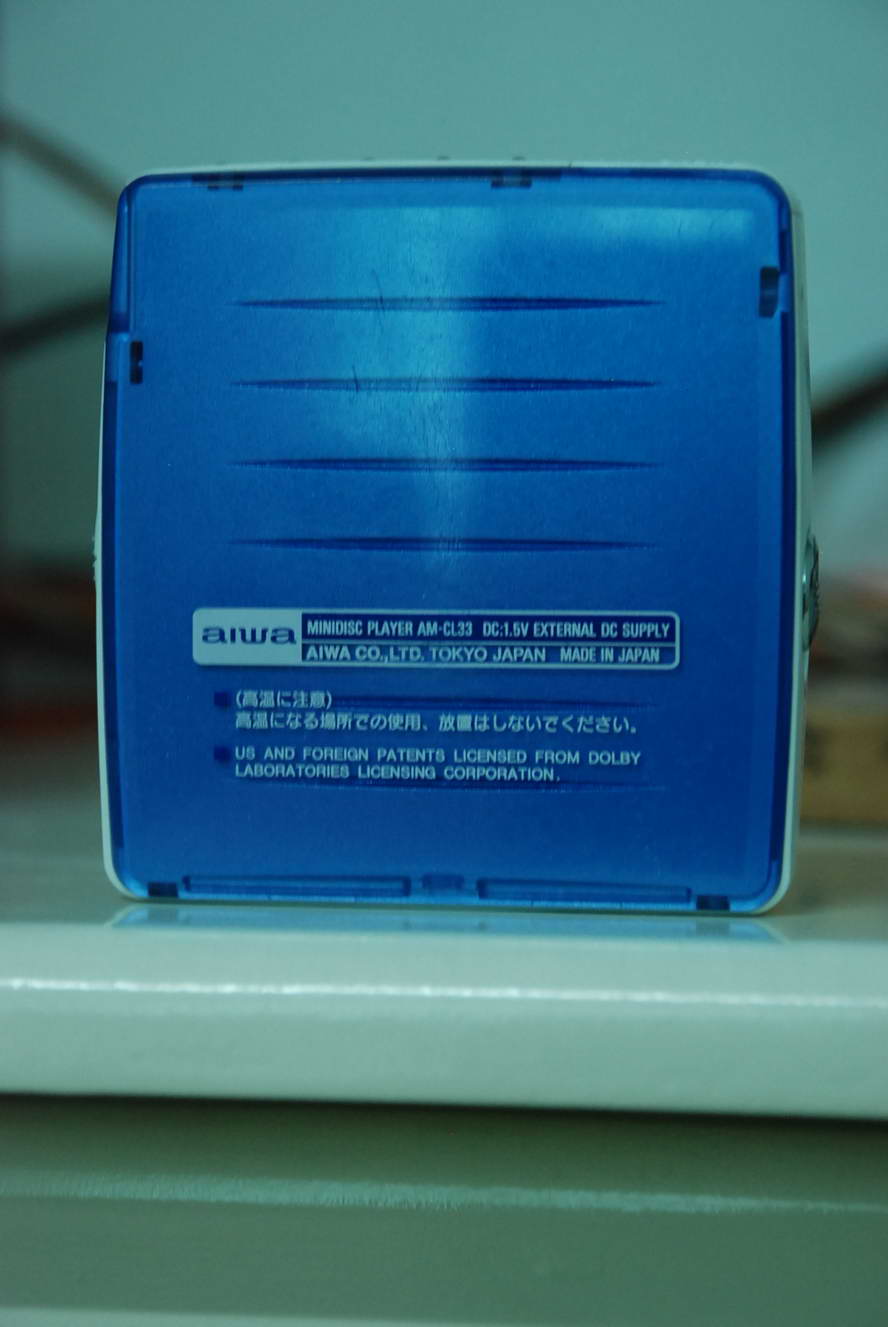 aiwa
MINIDISC PLAYER AM-CL33 DC:1.5V EXTERNAL DC SUPPLY
AIWA CO.,LTD. TOKYO JAPAN MADE IN JAPAN
■(高温に注意)
高温になる場所での使用、放置はしないでください。
■US AND FOREIGN PATENTS LICENSED FROM DOLBY
LABORATORIES LICENSING CORPORATION.